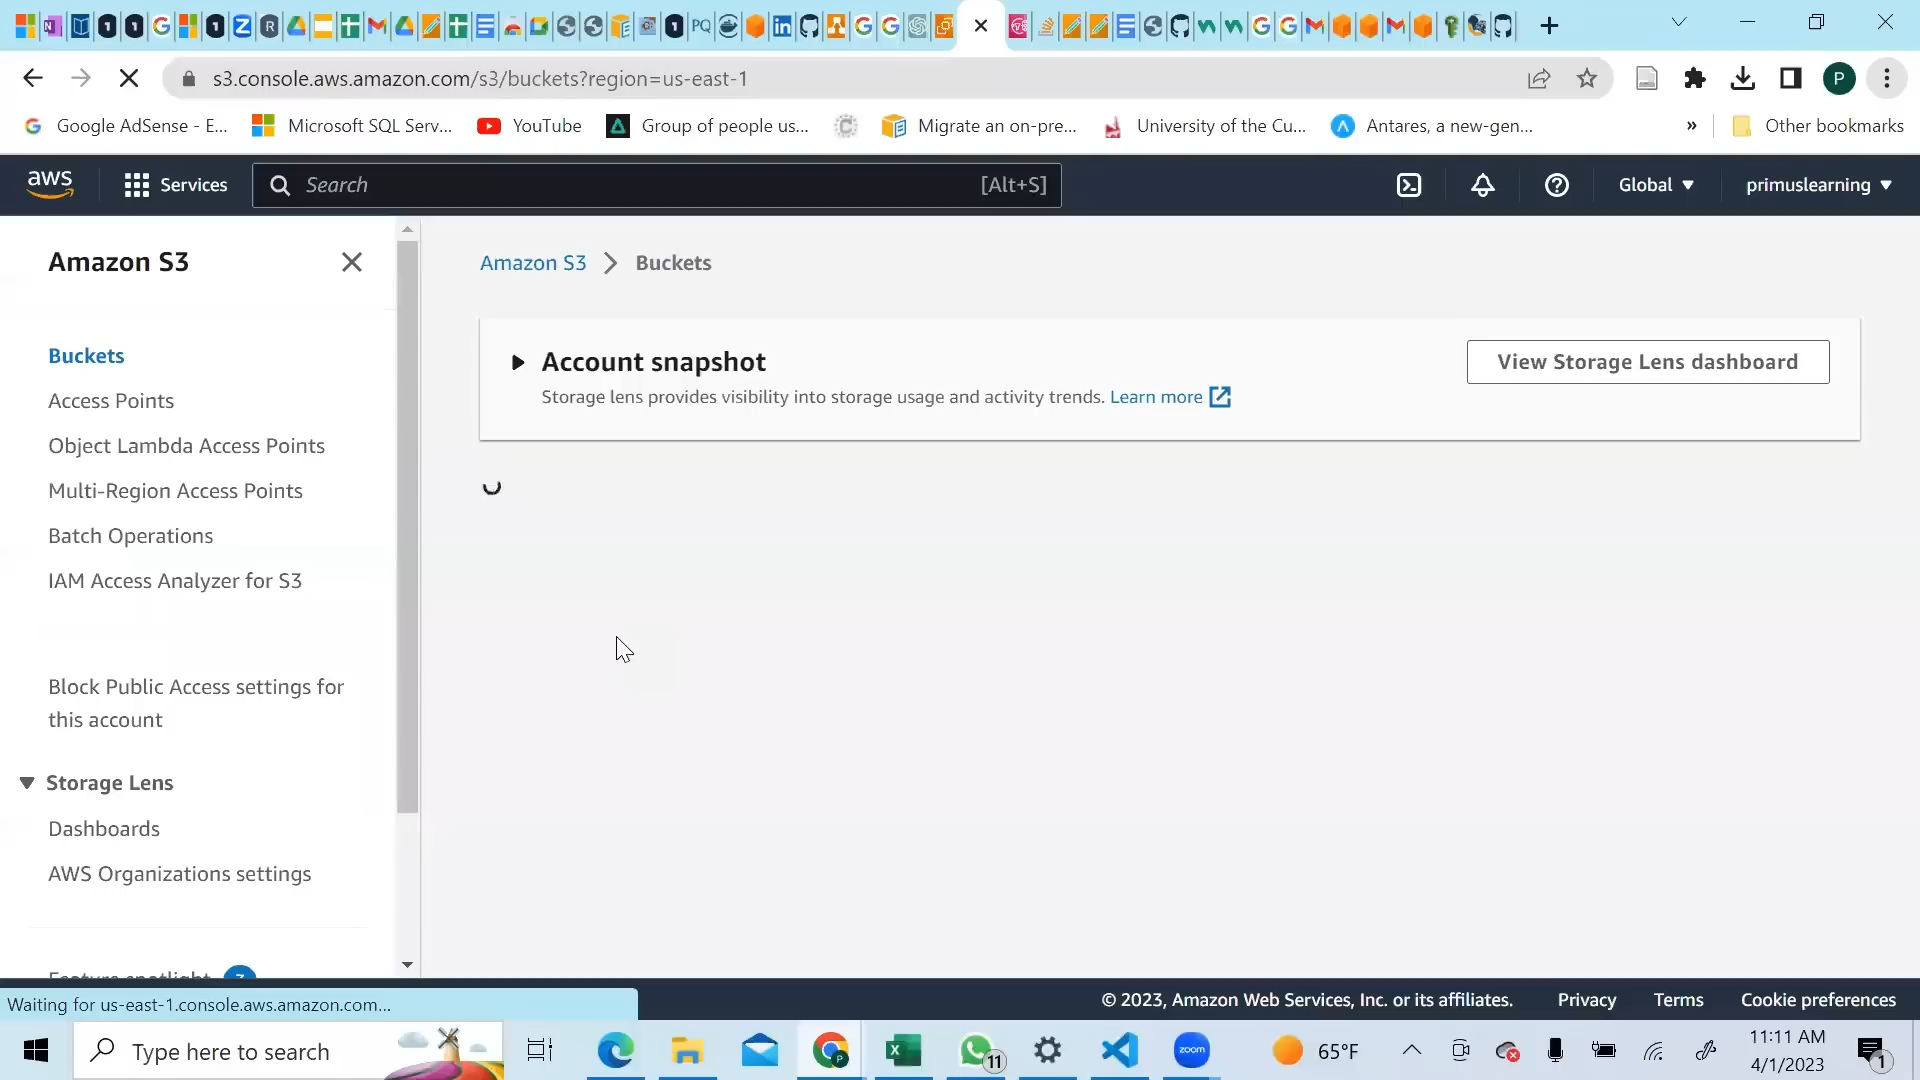 s3.console.aws.amazon.com/s3/buckets?region=us-east-1
P
Google AdSense - E...
Microsoft SQL Serv...
YouTube
Group of people us...
Migrate an on-pre...
University of the Cu...
Antares, a new-gen...
»
Other bookmarks
aws
Services
Search
[Alt+S]
Global
primuslearning
Amazon S3
Amazon S3
Buckets
Buckets
Access Points
Object Lambda Access Points
Multi-Region Access Points
Batch Operations
IAM Access Analyzer for S3
Block Public Access settings for
this account
Storage Lens
Dashboards
AWS Organizations settings
Account snapshot
Storage lens provides visibility into storage usage and activity trends. Learn more
View Storage Lens dashboard
Waiting for us-east-1.console.aws.amazon.com...
© 2023, Amazon Web Services, Inc. or its affiliates.
Privacy
Terms
Cookie preferences
Type here to search
11
zoom
65°F
11:11 AM
4/1/2023
1